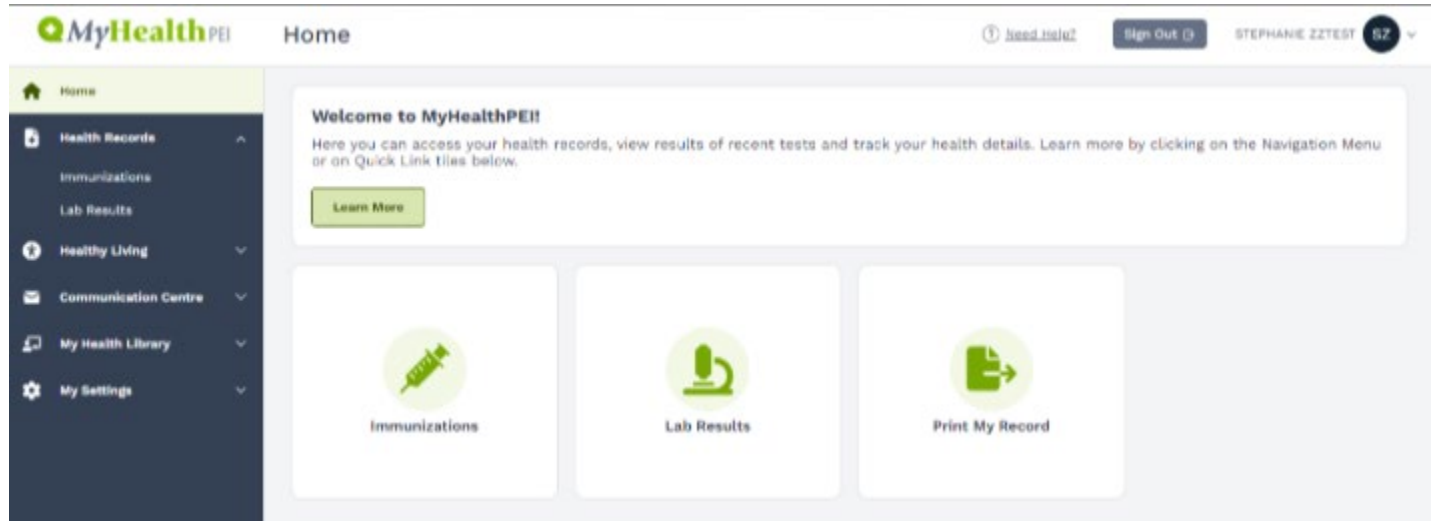 MyHealthPEI
Home
Need Help?
Sign Out
STEPHANIE ZZTEST
SZ
Home
Health Records
Immunizations
Lab Results
Healthy Living
Communication Centre
My Health Library
My Settings
Welcome to MyHealthPEI!
Here you can access your health records, view results of recent tests and track your health details. Learn more by clicking on the Navigation Menu
or on Quick Link tiles below.
Learn More
Immunizations
Lab Results
Print My Record